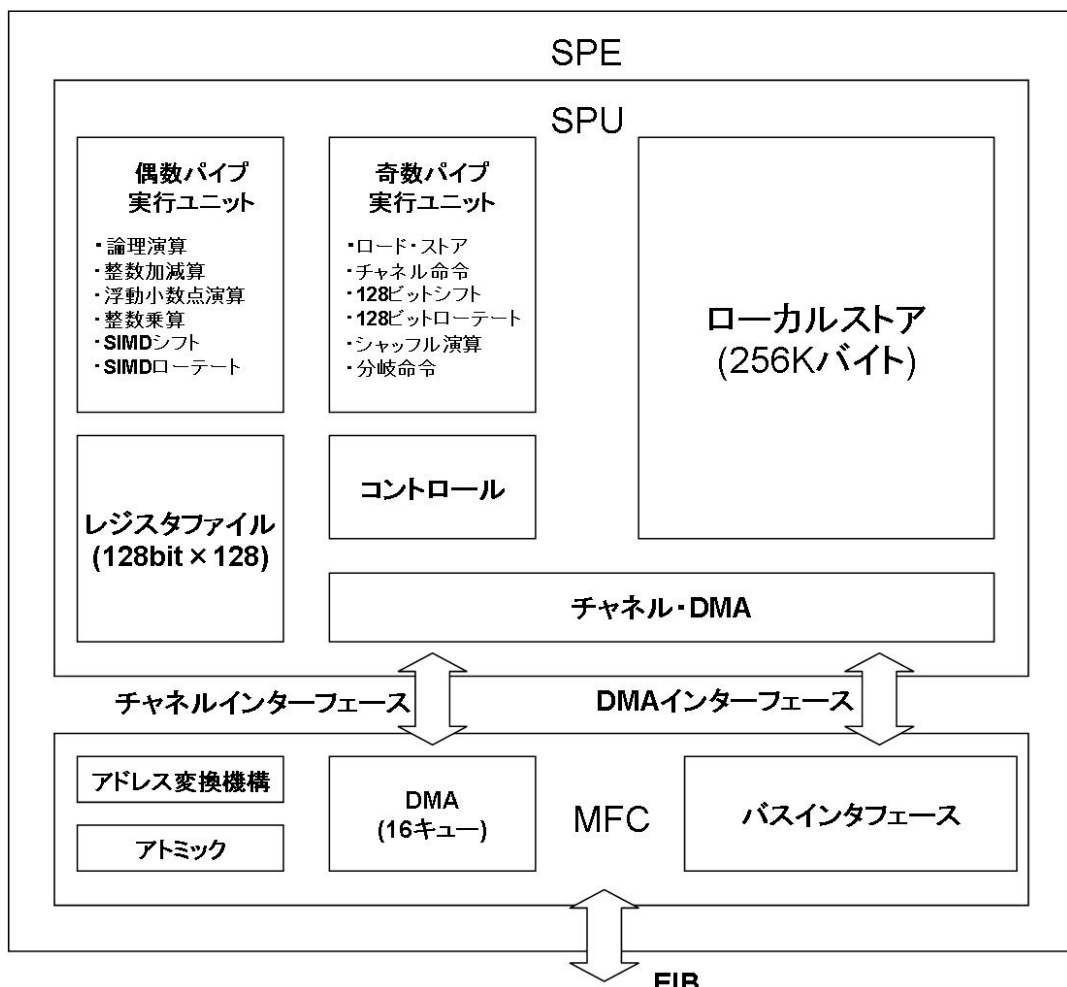 SPE
SPU
偶数パイプ
実行ユニット
・論理演算
・整数加減算
・浮動小数点演算
・整数乗算
・SIMDシフト
・SIMDローテート
奇数パイプ
実行ユニット
・ロード・ストア
・チャネル命令
・128ビットシフト
・128ビットローテート
・シャッフル演算
・分岐命令
ローカルストア
(256Kバイト)
レジスタファイル
(128bit×128)
コントロール
チャネル・DMA
チャネルインターフェース
DMAインターフェース
アドレス変換機構
アトミック
DMA
(16キュー)
MFC
バスインタフェース
EIB